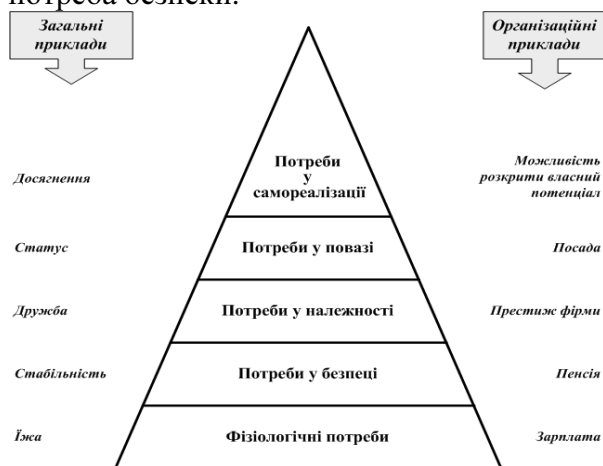 потреба безпеки.
Загальні
приклади
Організаційні
приклади
Потреби
у
самореалізації
Досягнення
Можливість
розкрити власний
потенціал
Статус
Потреби у повазі
Посада
Дружба
Потреби у належності
Престиж фірми
Стабільність
Потреби у безпеці
Пенсія
Їжа
Фізіологічні потреби
Зарплата